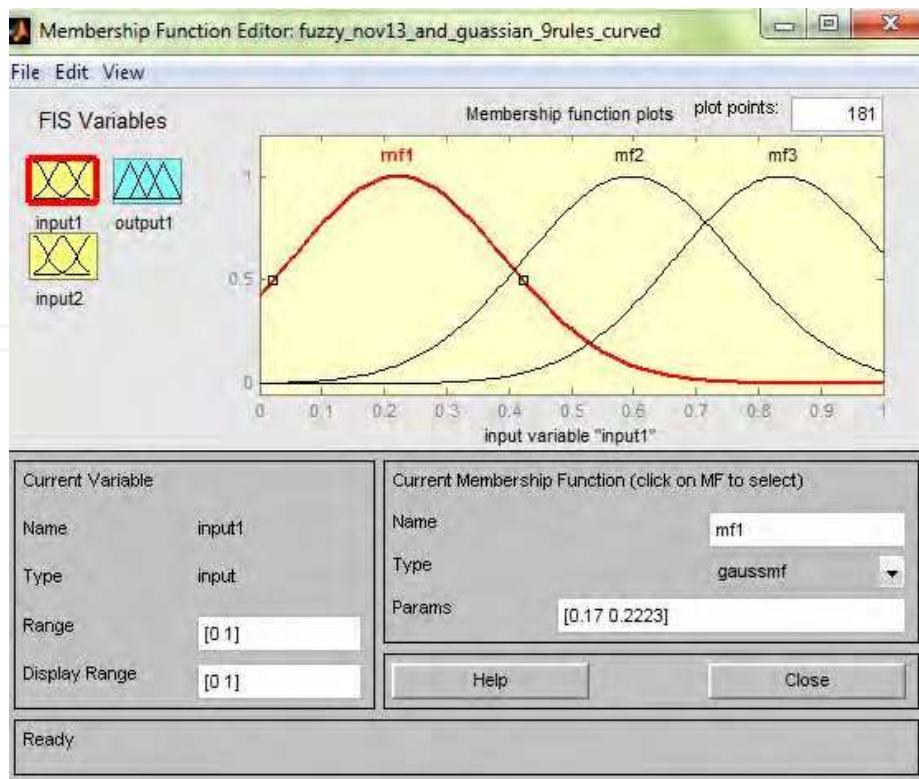 Membership Function Editor: fuzzy_nov13_and_guassian_9rules_curved
File Edit View
FIS Variables
input1
output1
input2
Membership function plots
plot points:
181
mf1
mf2
mf3
1
0.5
0
0 0.1 0.2 0.3 0.4 0.5 0.6 0.7 0.8 0.9 1
input variable "input1"
Current Variable
Name input1
Type input
Range [0 1]
Display Range [0 1]
Current Membership Function (click on MF to select)
Name mf1
Type gaussmf
Params [0.17 0.2223]
Help
Close
Ready